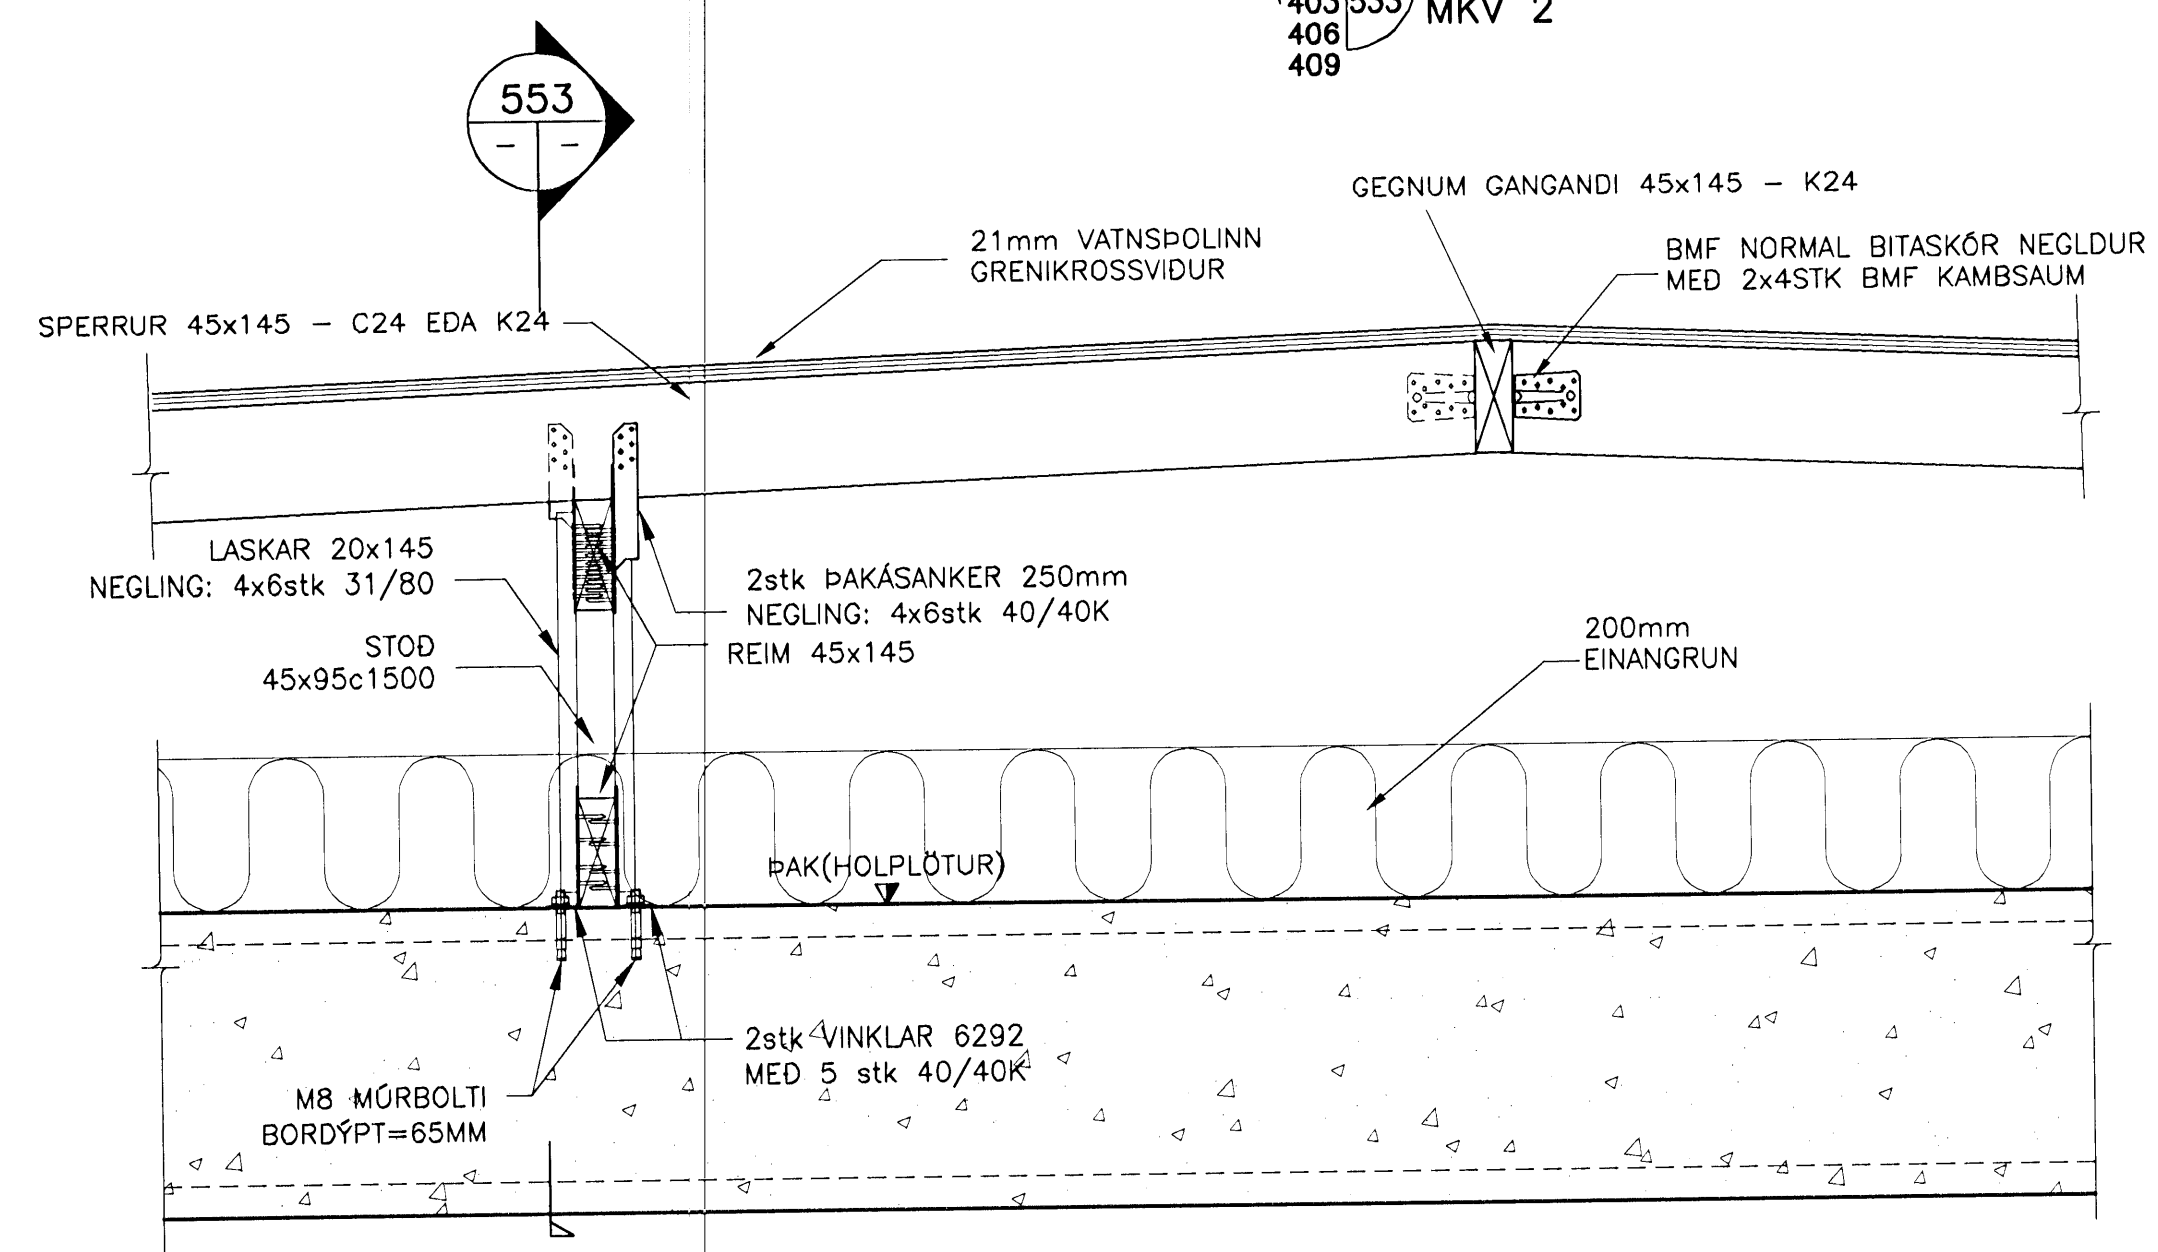 403 533 MKV 2
406
409
553
- -
GEGNUM GANGANDI 45x145 - K24
21mm VATNSÞOLINN
GRENIKROSSVIÐUR
BMF NORMAL BITASKÓR NEGLDUR
MEÐ 2x4STK BMF KAMBSAUM
SPERRUR 45x145 - C24 EÐA K24
LASKAR 20x145
NEGLING: 4x6stk 31/80
2stk ÞAKÁSANKER 250mm
NEGLING: 4x6stk 40/40K
REIM 45x145
STOÐ
45x95c1500
200mm
EINANGRUN
ÞAK(HOLPLÖTUR)
2stk VINKLAR 6292
MEÐ 5 stk 40/40K
M8 MÚRBOLTI
BORDÝPT=65MM